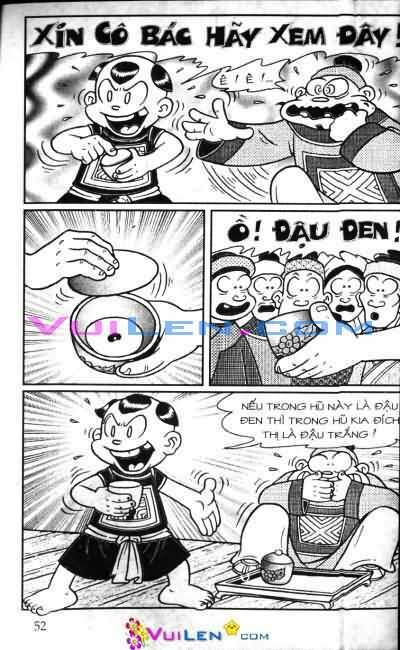 XÍN CÔ BÁC HÃY XEM ĐÂY!
Ê! Ê!
Ồ! ĐẬU ĐEN!
VUILEN.COM
NẾU TRONG HŨ NÀY LÀ ĐẬU
ĐEN THÌ TRONG HŨ KIA ĐÍCH
THỊ LÀ ĐẬU TRẮNG!
52
VUILEN.COM